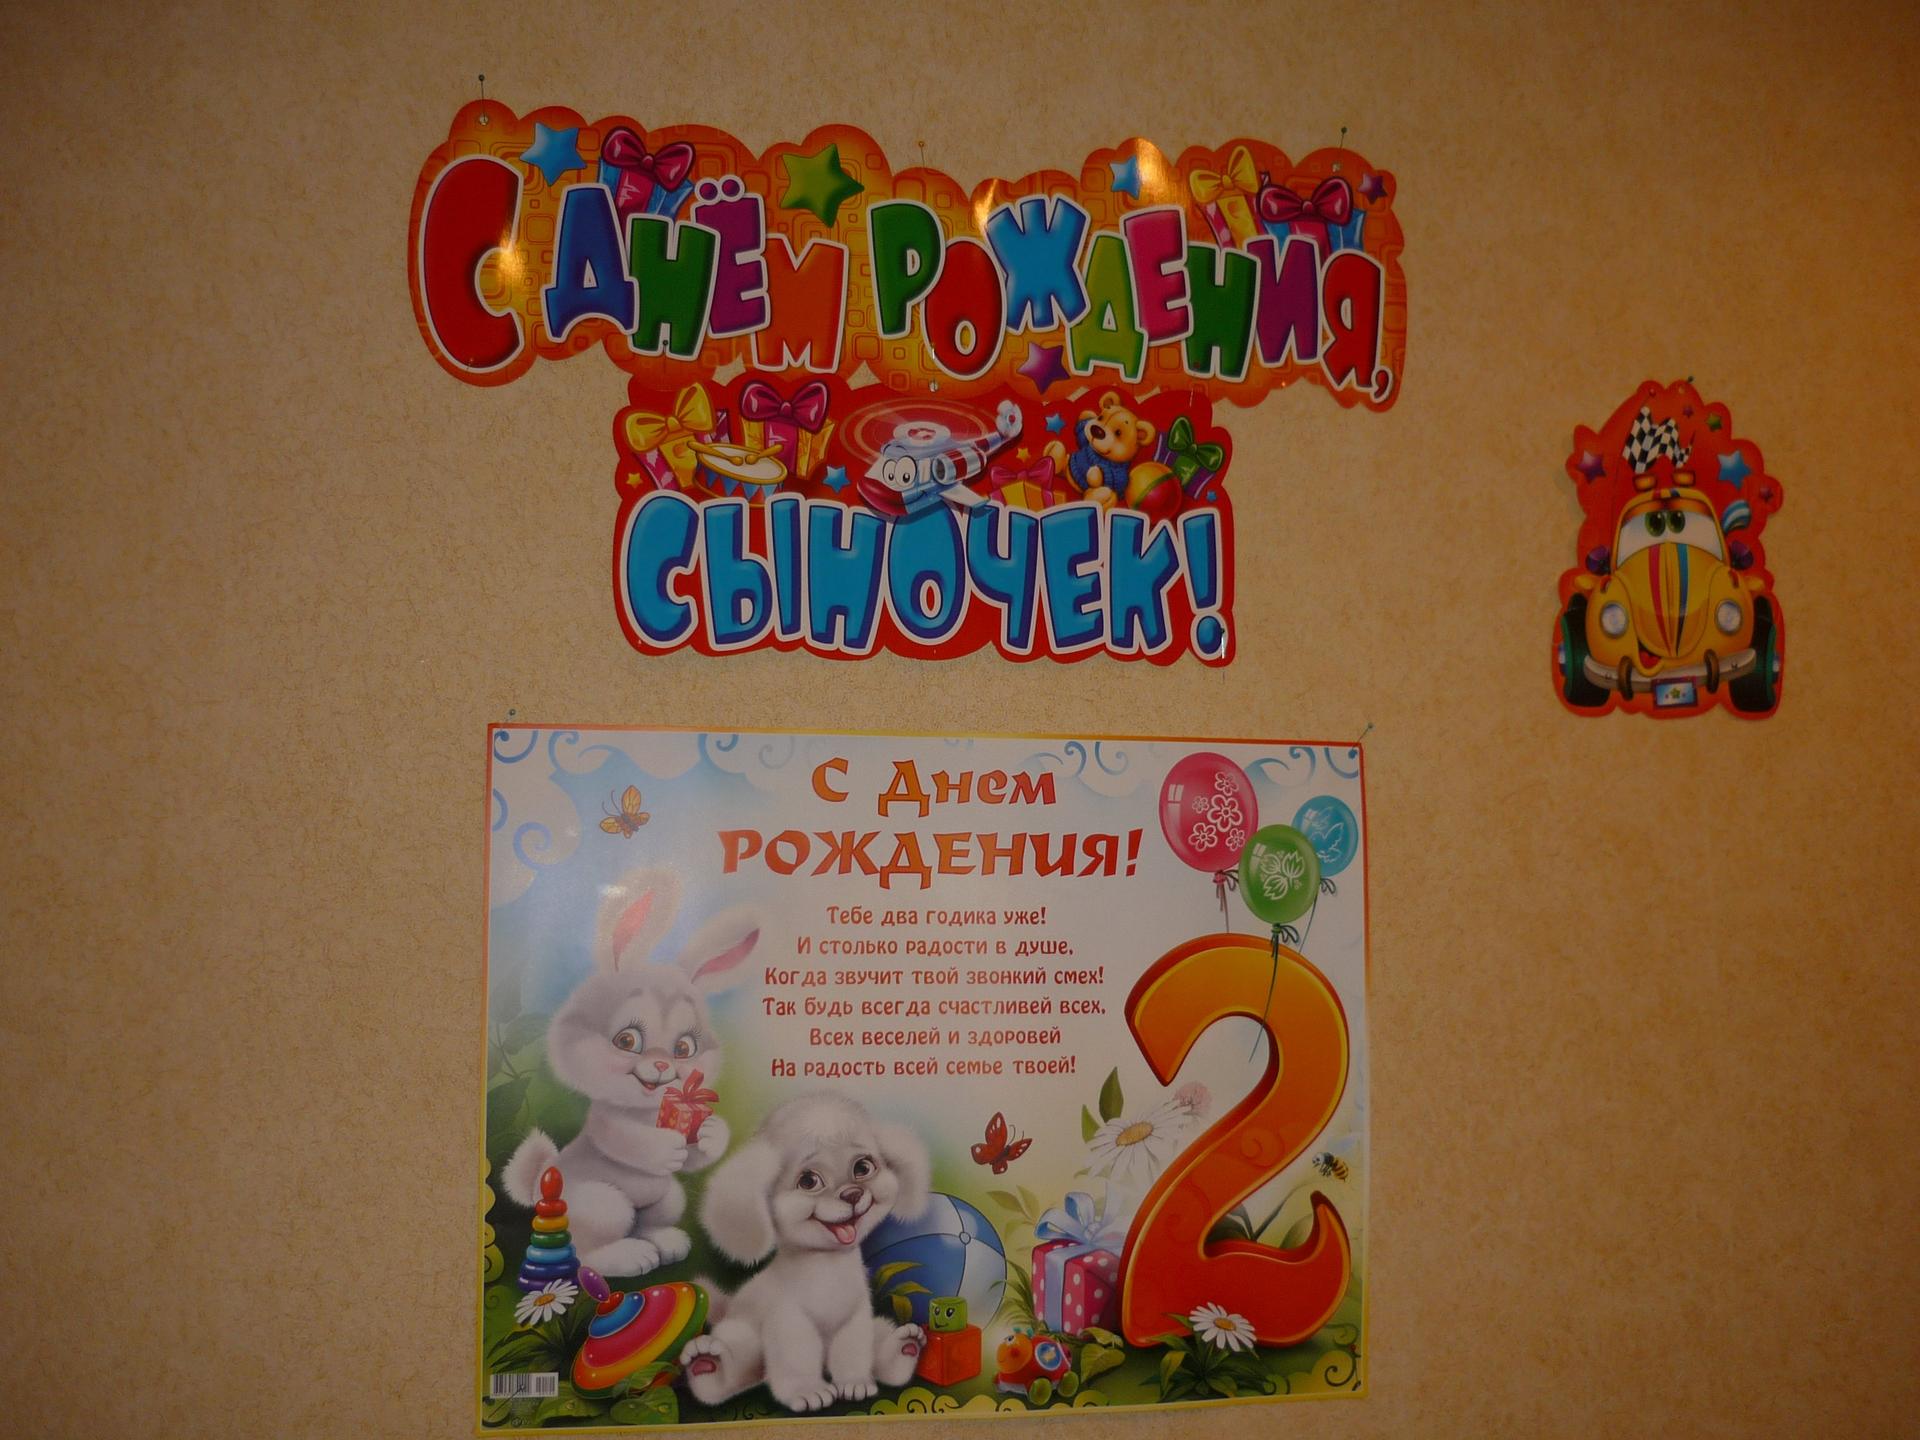 С ДНЁМ РОЖДЕНИЯ,
СЫНОЧЕК!
С Днем
РОЖДЕНИЯ!
Тебе два годика уже!
И столько радости в душе,
Когда звучит твой звонкий смех!
Так будь всегда счастливей всех,
Всех веселей и здоровей
На радость всей семье твоей!
2